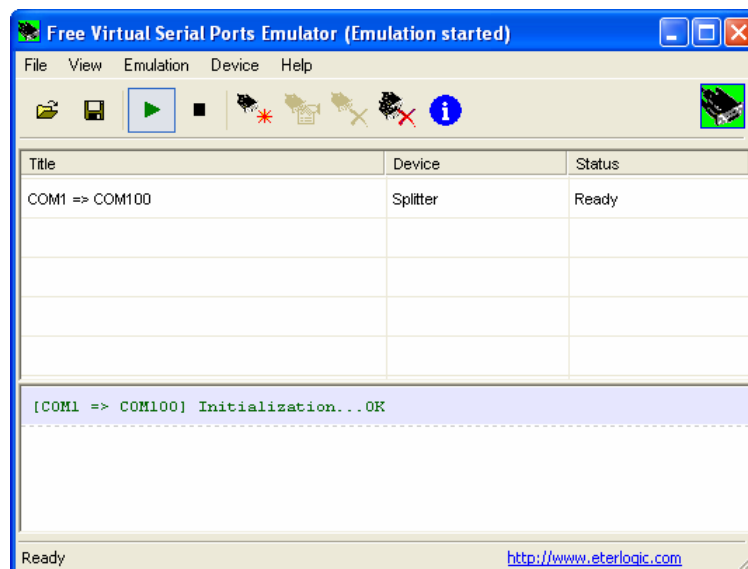 Free Virtual Serial Ports Emulator (Emulation started)
File View Emulation Device Help
Title Device Status
COM1 => COM100 Splitter Ready
[COM1 => COM100] Initialization...OK
Ready http://www.eterlogic.com